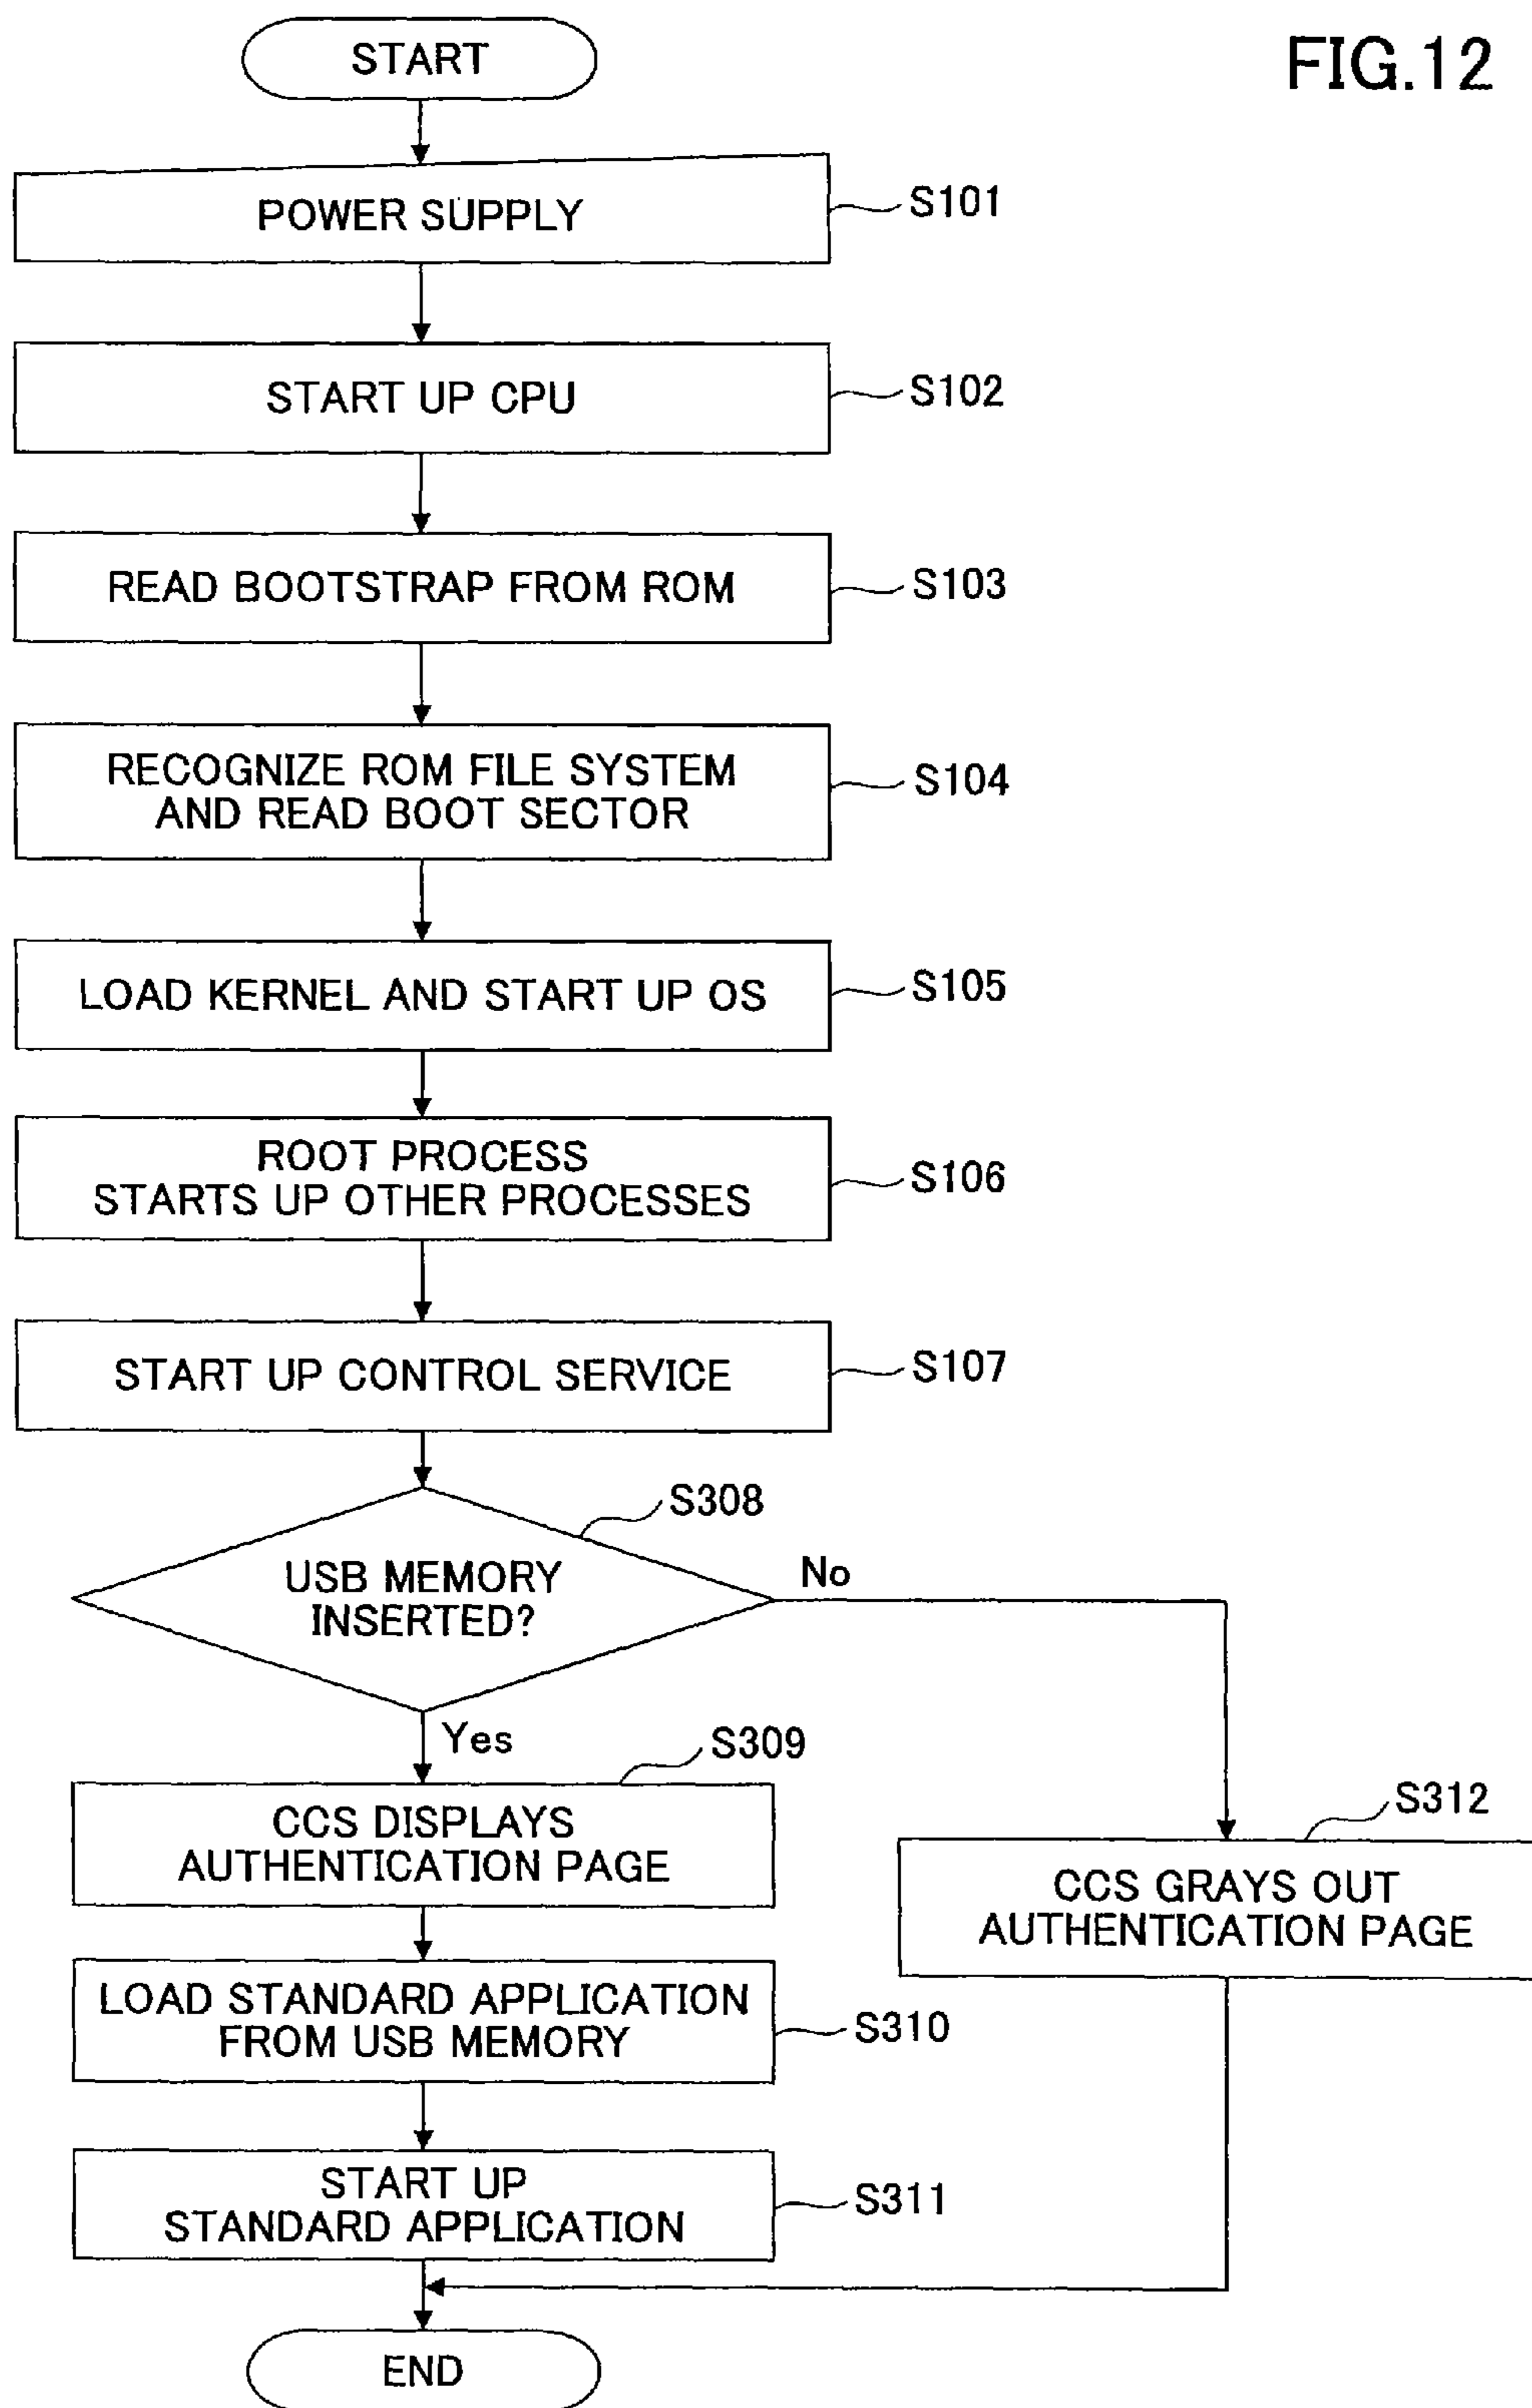 FIG.12
START
POWER SUPPLY
S101
START UP CPU
S102
READ BOOTSTRAP FROM ROM
S103
RECOGNIZE ROM FILE SYSTEM
AND READ BOOT SECTOR
S104
LOAD KERNEL AND START UP OS
S105
ROOT PROCESS
STARTS UP OTHER PROCESSES
S106
START UP CONTROL SERVICE
S107
S308
USB MEMORY
INSERTED?
No
Yes
S309
CCS DISPLAYS
AUTHENTICATION PAGE
S312
CCS GRAYS OUT
AUTHENTICATION PAGE
LOAD STANDARD APPLICATION
FROM USB MEMORY
S310
START UP
STANDARD APPLICATION
S311
END